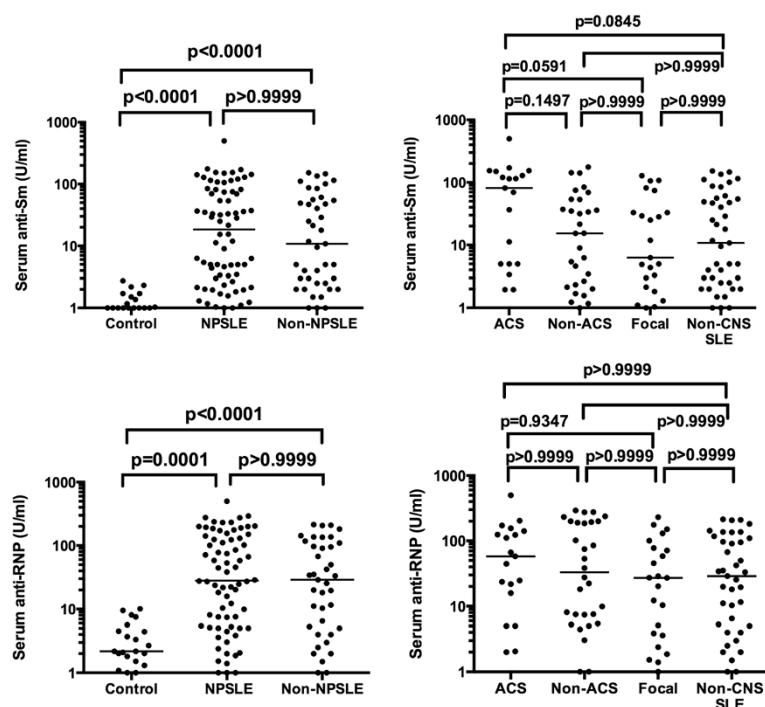 p<0.0001
p<0.0001 p>0.9999
Serum anti-Sm (U/ml)
1000
100
10
1
Control NPSLE Non-NPSLE
p=0.0845
p=0.0591 p>0.9999
p=0.1497 p>0.9999 p>0.9999
Serum anti-Sm (U/ml)
1000
100
10
1
ACS Non-ACS Focal Non-CNS
SLE
p<0.0001
p=0.0001 p>0.9999
Serum anti-RNP (U/ml)
1000
100
10
1
Control NPSLE Non-NPSLE
p>0.9999
p=0.9347 p>0.9999
p>0.9999 p>0.9999 p>0.9999
Serum anti-RNP (U/ml)
1000
100
10
1
ACS Non-ACS Focal Non-CNS
SLE